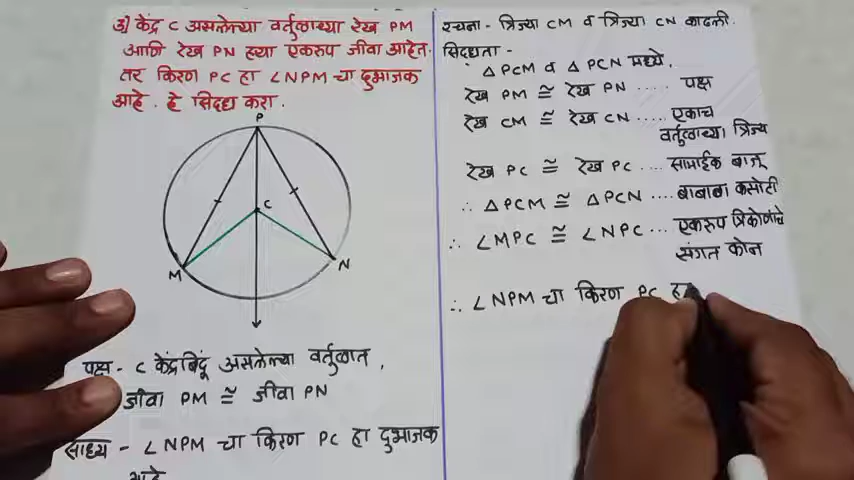 ३) केंद्र C असलेल्या वर्तुळाच्या रेख PM
आणि रेख PN ह्या एकरुप जीवा आहेत.
तर किरण PC हा ∠NPM चा दुभाजक
आहे. हे सिद्ध करा.
P
C
M
N
पक्ष - C केंद्रबिंदू असलेल्या वर्तुळात,
जीवा PM ≅ जीवा PN
साध्य - ∠NPM चा किरण PC हा दुभाजक
आहे
रचना - त्रिज्या CM व त्रिज्या CN काढली.
सिद्धता -
△PCM व △PCN मध्ये.
रेख PM ≅ रेख PN ..... पक्ष
रेख CM ≅ रेख CN ..... एकाच
वर्तुळाच्या त्रिज्य
रेख PC ≅ रेख PC .... सामाईक बाजू
∴ △PCM ≅ △PCN .... बाबाबा कसोटी
∴ ∠MPC ≅ ∠NPC ... एकरुप त्रिकोणाचे
संगत कोन
∴ ∠NPM चा किरण PC ह